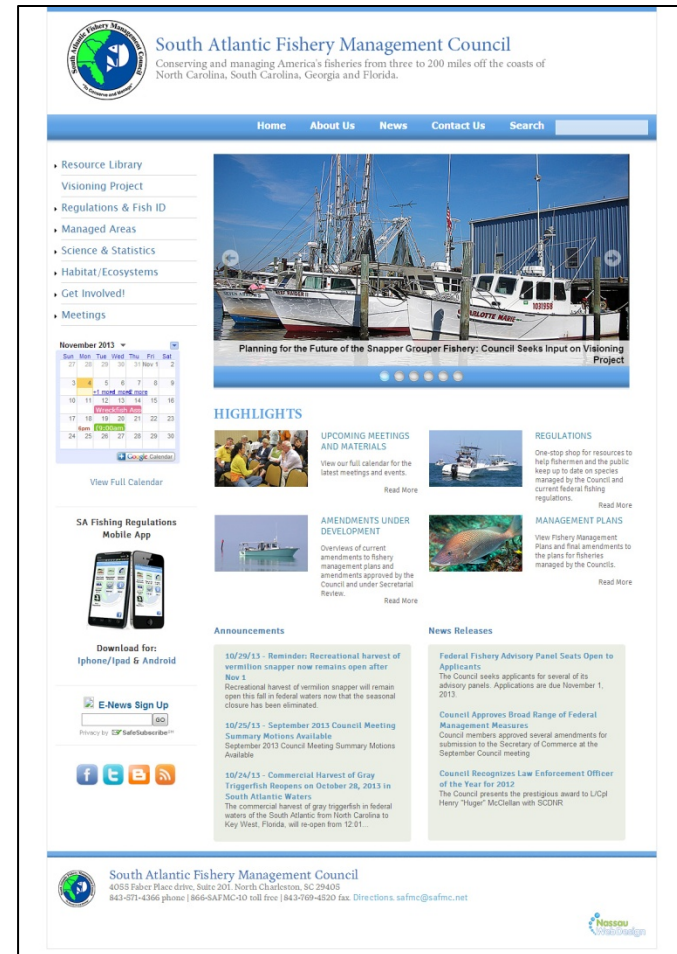 South Atlantic Fishery Management Council
South Atlantic Fishery Management Council
Conserving and managing America's fisheries from three to 200 miles off the coasts of
North Carolina, South Carolina, Georgia and Florida.
"To Conserve and Manage"
Home About Us News Contact Us Search
Resource Library
Visioning Project
Regulations & Fish ID
Managed Areas
Science & Statistics
Habitat/Ecosystems
Get Involved!
Meetings
1031958
CHARLOTTE MARIE
Planning for the Future of the Snapper Grouper Fishery: Council Seeks Input on Visioning
Project
November 2013
Sun Mon Tue Wed Thu Fri Sat
27 28 29 30 31 Nov 1 2
3 4 5 6 7 8 9
10 11 12 13 14 15 16
17 18 19 20 21 22 23
6pm
24 25 26 27 28 29 30
Google Calendar
View Full Calendar
SA Fishing Regulations
Mobile App
Download for:
Iphone/Ipad & Android
E-News Sign Up
GO
Privacy by SafeSubscribe
HIGHLIGHTS
UPCOMING MEETINGS
AND MATERIALS
View our full calendar for the
latest meetings and events.
Read More
REGULATIONS
One-stop shop for resources to
help fishermen and the public
keep up to date on species
managed by the Council and
current federal fishing
regulations.
Read More
AMENDMENTS UNDER
DEVELOPMENT
Overviews of current
amendments to fishery
management plans and
amendments approved by the
Council and under Secretarial
Review.
Read More
MANAGEMENT PLANS
View Fishery Management
Plans and final amendments to
the plans for fisheries
managed by the Councils.
Read More
Announcements
10/29/13 - Reminder: Recreational harvest of
vermilion snapper now remains open after
Nov 1
Recreational harvest of vermilion snapper will remain
open this fall in federal waters now that the seasonal
closure has been eliminated.
10/25/13 - September 2013 Council Meeting
Summary Motions Available
September 2013 Council Meeting Summary Motions
Available
10/24/13 - Commercial Harvest of Gray
Triggerfish Reopens on October 28, 2013 in
South Atlantic Waters
The commercial harvest of gray triggerfish in federal
waters of the South Atlantic from North Carolina to
Key West, Florida, will re-open from 12:01...
News Releases
Federal Fishery Advisory Panel Seats Open to
Applicants
The Council seeks applicants for several of its
advisory panels. Applications are due November 1,
2013.
Council Approves Broad Range of Federal
Management Measures
Council members approved several amendments for
submission to the Secretary of Commerce at the
September Council meeting
Council Recognizes Law Enforcement Officer
of the Year for 2012
The Council presents the prestigious award to L/Cpl
Henry "Huger" McClellan with SCDNR
South Atlantic Fishery Management Council
4055 Faber Place drive, Suite 201. North Charleston, SC 29405
843-571-4366 phone | 866-SAFMC-10 toll free | 843-769-4520 fax. Directions. safmc@safmc.net
Nassau
WebDesign